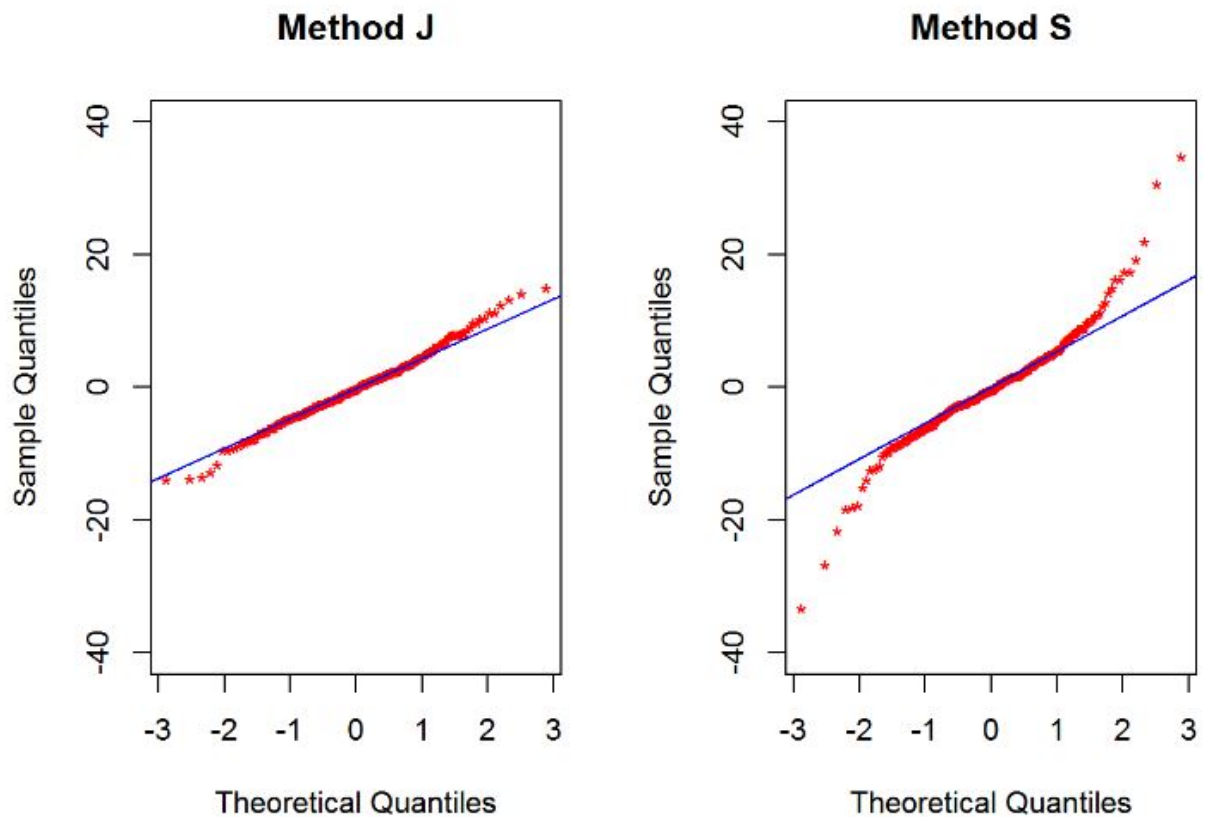 Method J
Sample Quantiles
40
20
0
-20
-40
-3 -2 -1 0 1 2 3
Theoretical Quantiles
Method S
Sample Quantiles
40
20
0
-20
-40
-3 -2 -1 0 1 2 3
Theoretical Quantiles